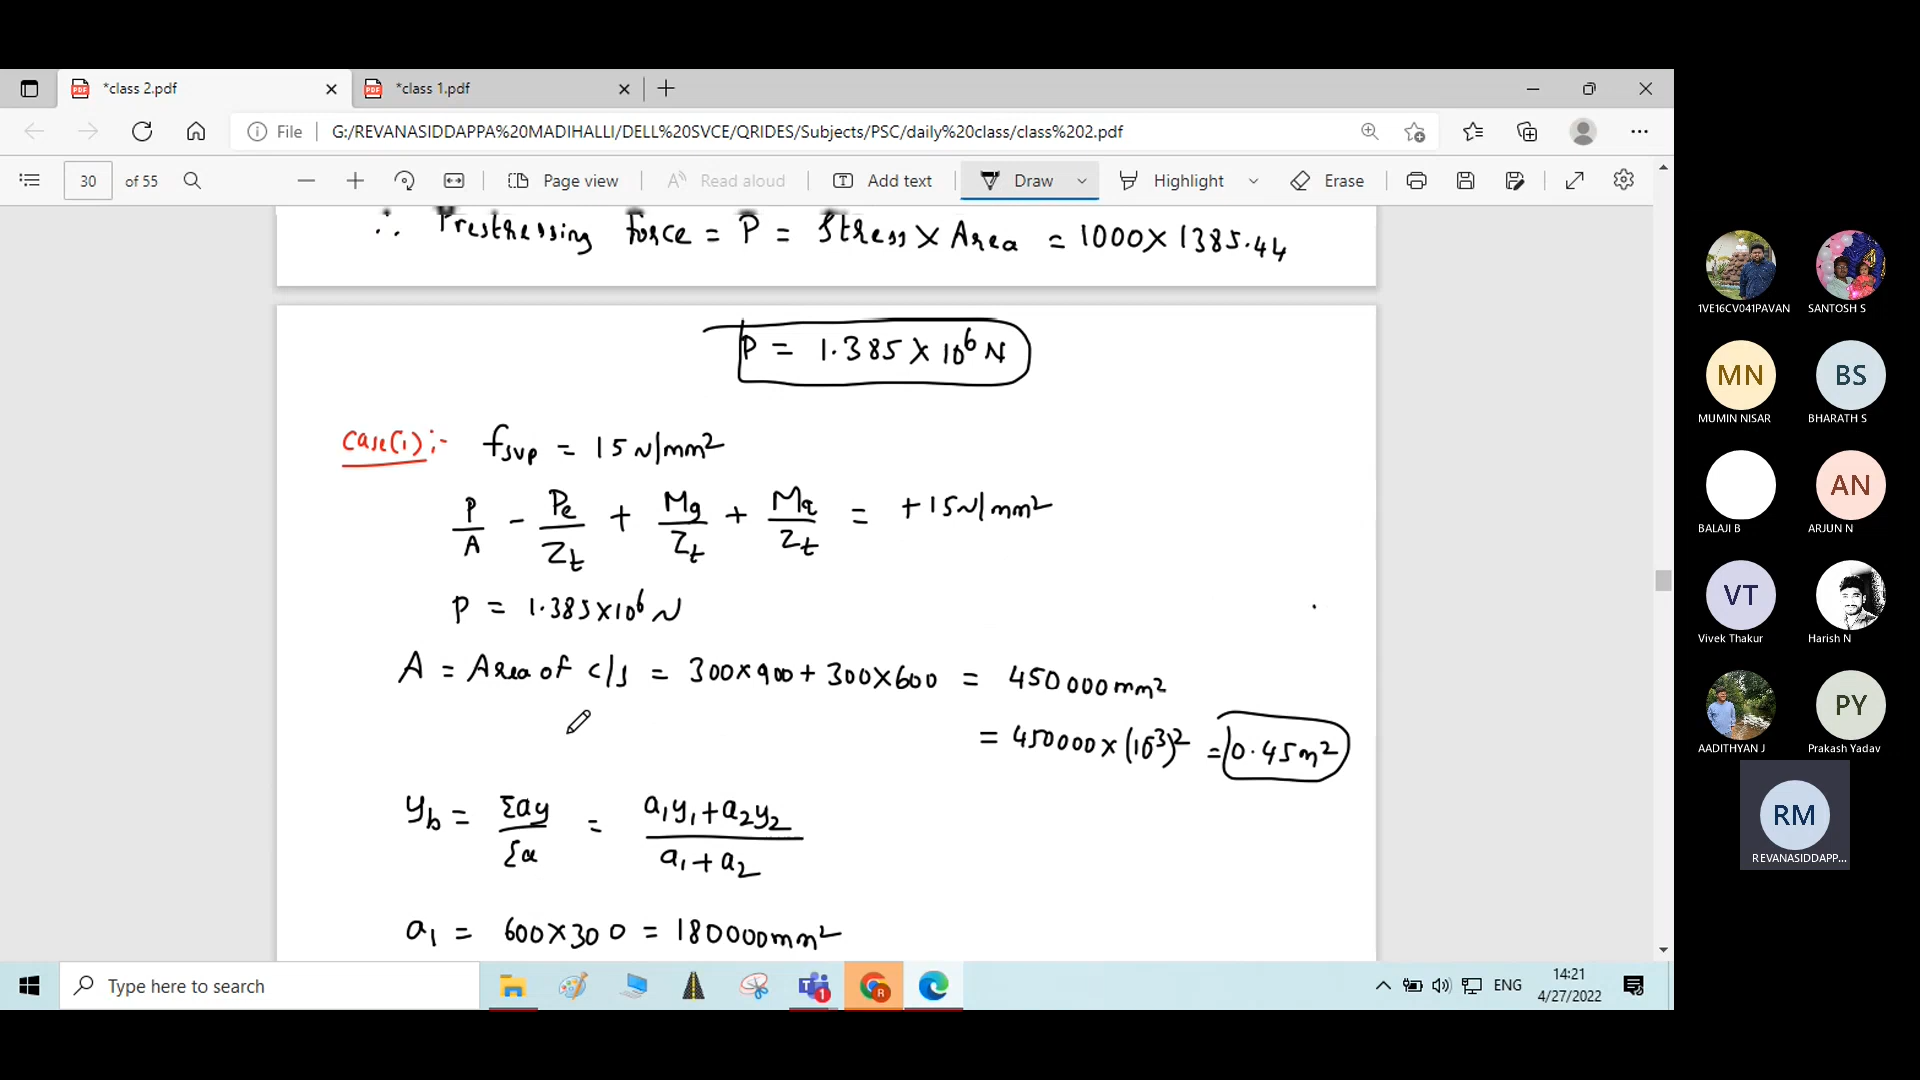 *class 2.pdf
*class 1.pdf
File G:/REVANASIDDAPPA%20MADIHALLI/DELL%20SVCE/QRIDES/Subjects/PSC/daily%20class/class%202.pdf
30 of 55 Page view Read aloud Add text Draw Highlight Erase
∴ Prestressing force = P = Stress × Area = 1000 × 1385.44
P = 1.385 × 10⁶ N
Case(i):- fsup = 15 N/mm²
P/A - Pe/Zt + Mg/Zt + Mq/Zt = +15 N/mm²
P = 1.385×10⁶ N
A = Area of c/s = 300×900 + 300×600 = 450000 mm²
= 450000 × (10³)² = 0.45 m²
yb = Σay/Σa = a₁y₁+a₂y₂/a₁+a₂
a₁ = 600×300 = 180000 mm²
1VE16CV041PAVAN
SANTOSH S
MN
MUMIN NISAR
BS
BHARATH S
BALAJI B
AN
ARJUN N
VT
Vivek Thakur
Harish N
AADITHYAN J
PY
Prakash Yadav
RM
REVANASIDDAPP...
Type here to search
1
R
ENG
14:21
4/27/2022